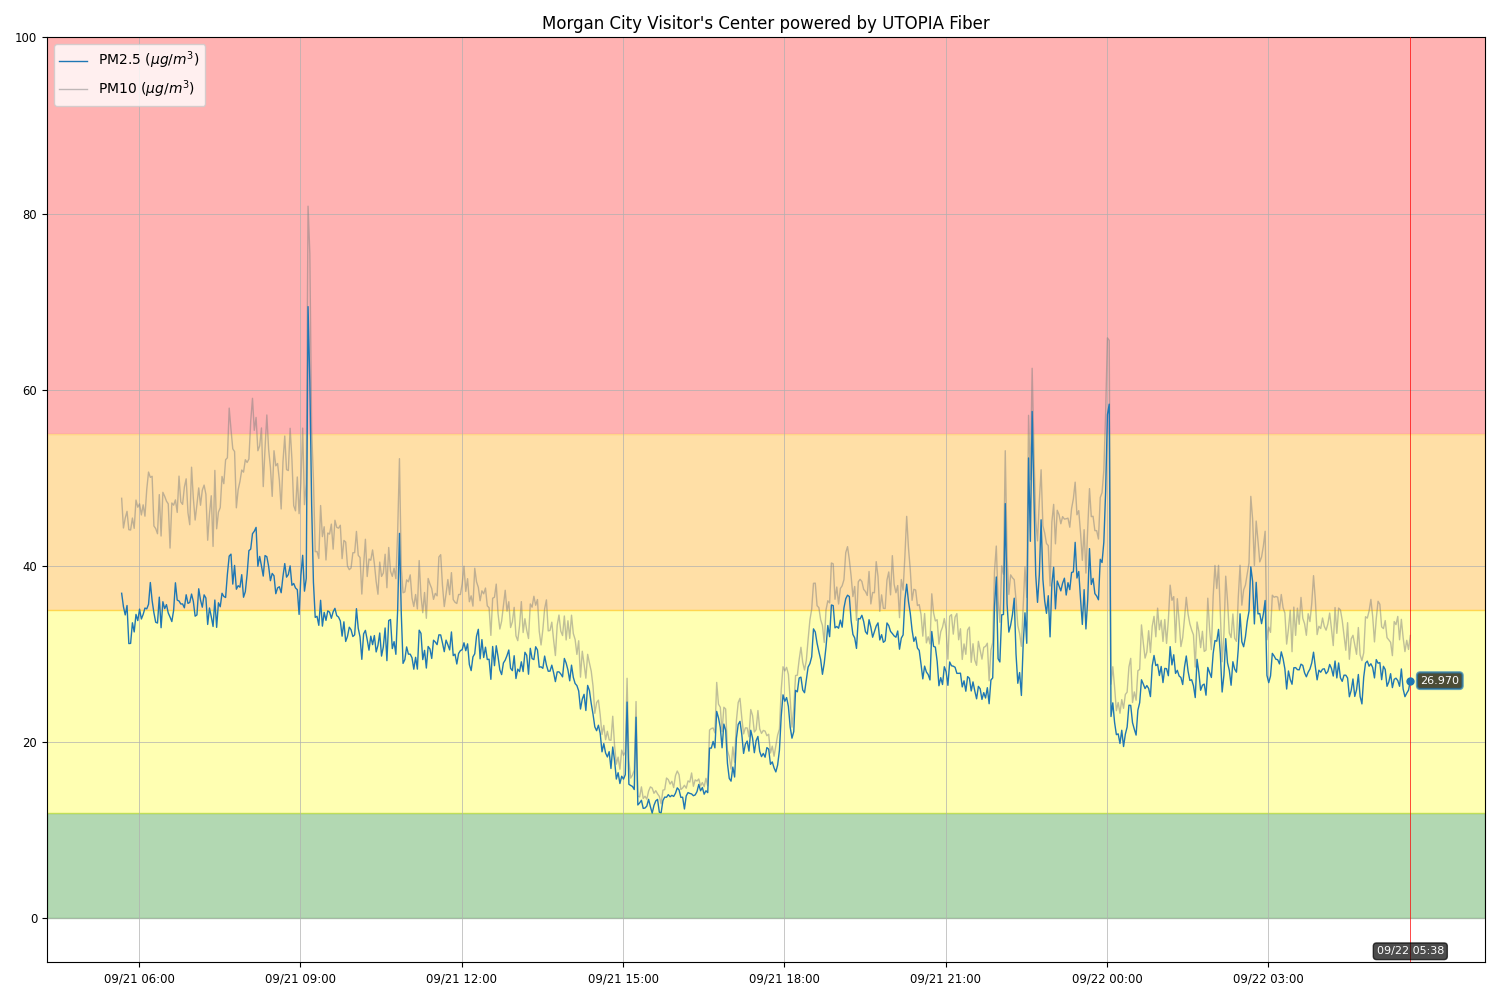 Morgan City Visitor's Center powered by UTOPIA Fiber
100
PM2.5 (μg/m³)
PM10 (μg/m³)
80
60
40
20
0
26.970
09/22 05:38
09/21 06:00 09/21 09:00 09/21 12:00 09/21 15:00 09/21 18:00 09/21 21:00 09/22 00:00 09/22 03:00